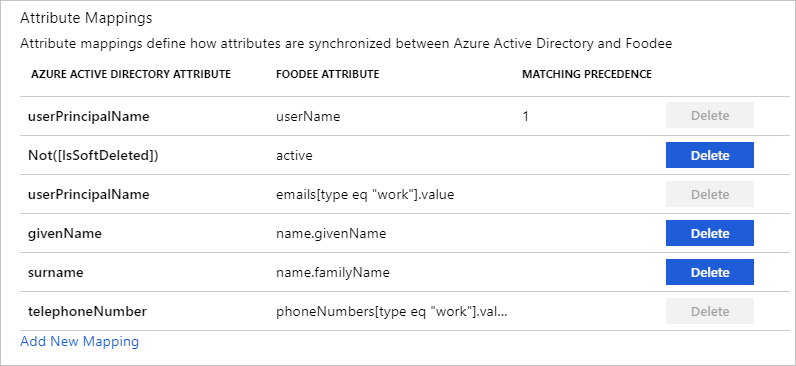 Attribute Mappings
Attribute mappings define how attributes are synchronized between Azure Active Directory and Foodee
AZURE ACTIVE DIRECTORY ATTRIBUTE FOODEE ATTRIBUTE MATCHING PRECEDENCE
userPrincipalName userName 1 Delete
Not([IsSoftDeleted]) active Delete
userPrincipalName emails[type eq "work"].value Delete
givenName name.givenName Delete
surname name.familyName Delete
telephoneNumber phoneNumbers[type eq "work"].val... Delete
Add New Mapping